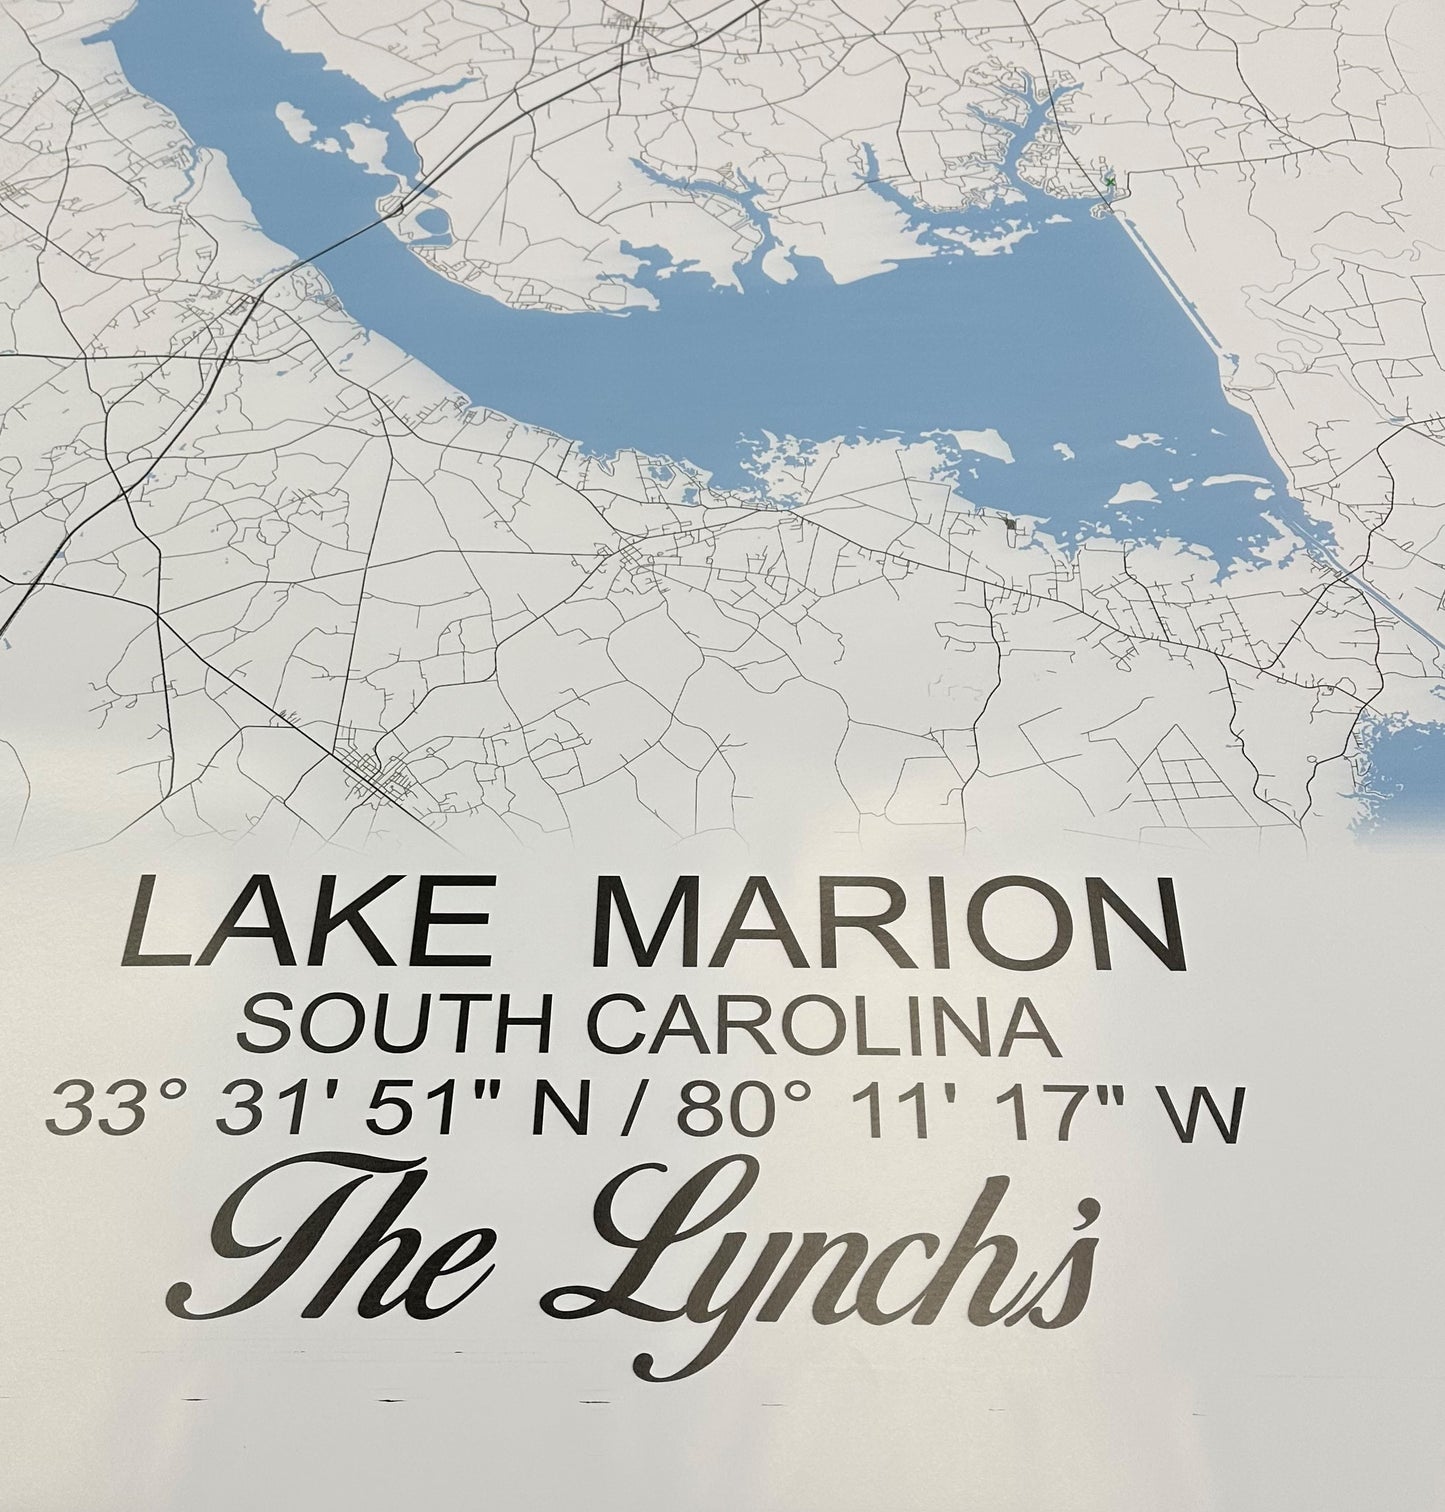 LAKE MARION
SOUTH CAROLINA
33° 31' 51" N / 80° 11' 17" W
The Lynch's